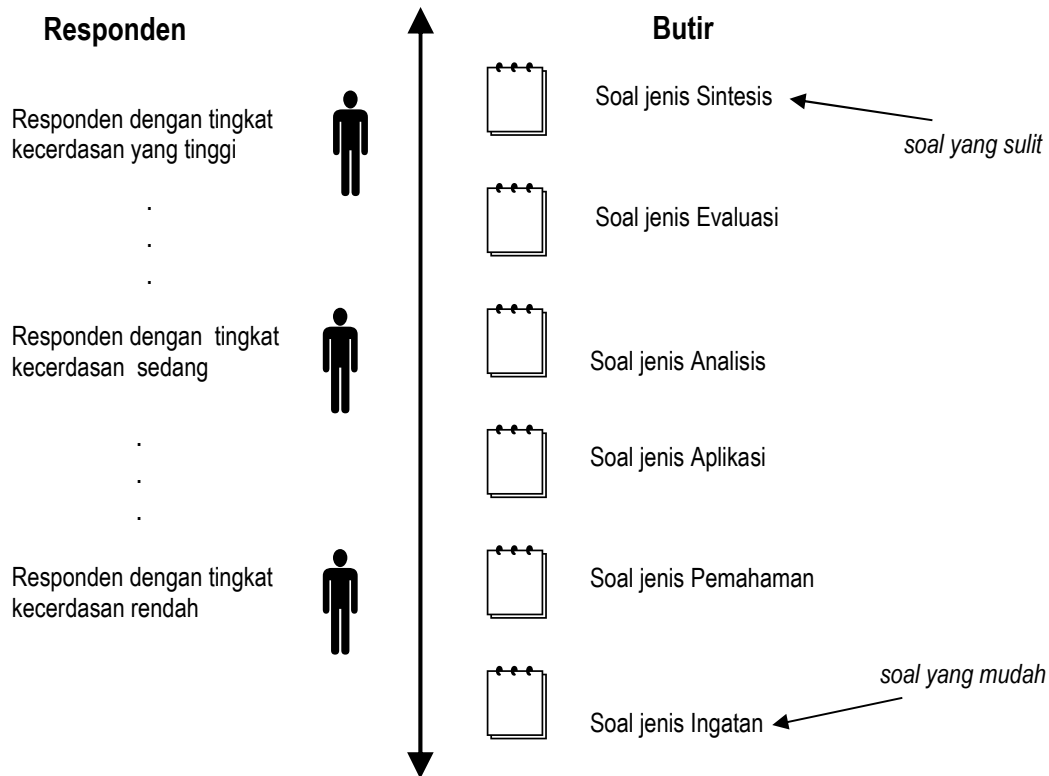 Responden
Butir
Responden dengan tingkat
kecerdasan yang tinggi
.
.
.
Responden dengan tingkat
kecerdasan sedang
.
.
.
Responden dengan tingkat
kecerdasan rendah
Soal jenis Sintesis
soal yang sulit
Soal jenis Evaluasi
Soal jenis Analisis
Soal jenis Aplikasi
Soal jenis Pemahaman
soal yang mudah
Soal jenis Ingatan